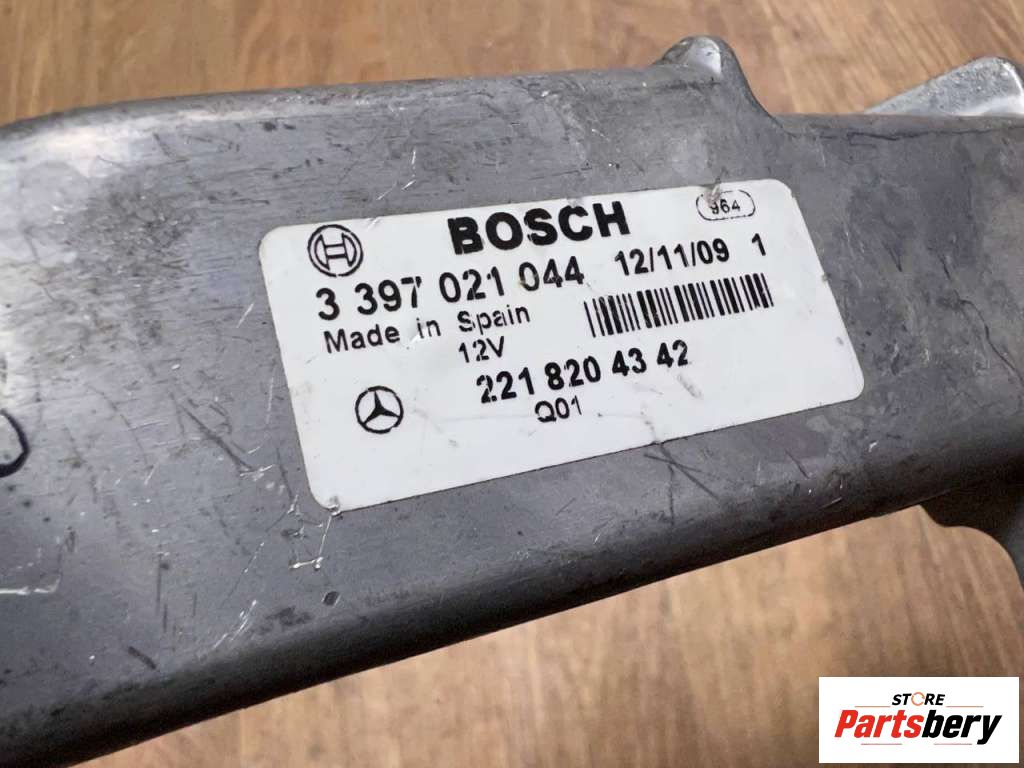 BOSCH 964
3 397 021 044 12/11/09 1
Made in Spain
12V
221 820 43 42
Q01
STORE
Partsbery